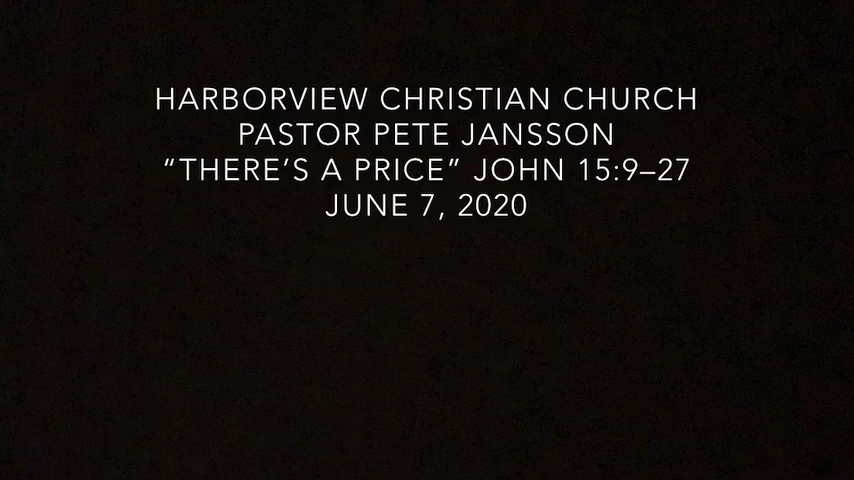 HARBORVIEW CHRISTIAN CHURCH
PASTOR PETE JANSSON
“THERE’S A PRICE” JOHN 15:9–27
JUNE 7, 2020